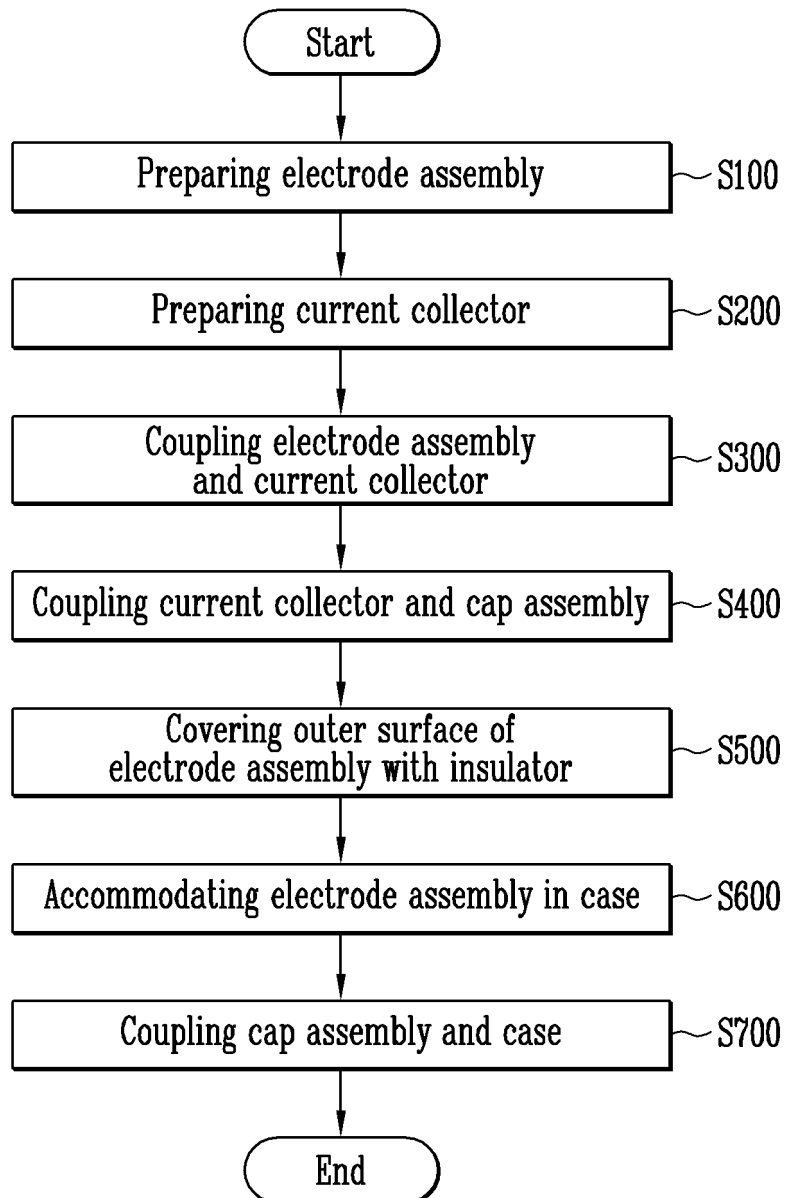 Start
Preparing electrode assembly
S100
Preparing current collector
S200
Coupling electrode assembly
and current collector
S300
Coupling current collector and cap assembly
S400
Covering outer surface of
electrode assembly with insulator
S500
Accommodating electrode assembly in case
S600
Coupling cap assembly and case
S700
End